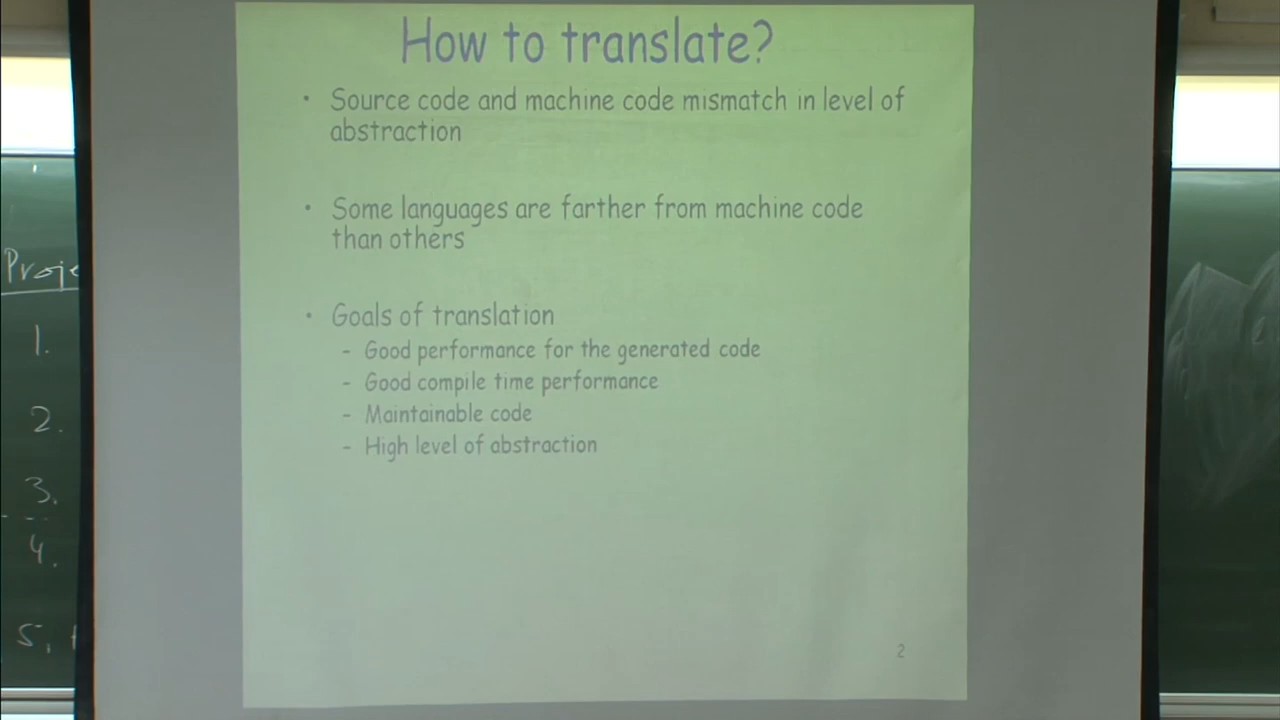 How to translate?
• Source code and machine code mismatch in level of
abstraction
• Some languages are farther from machine code
than others
• Goals of translation
- Good performance for the generated code
- Good compile time performance
- Maintainable code
- High level of abstraction
2
1.
2.
3.
4.
5.